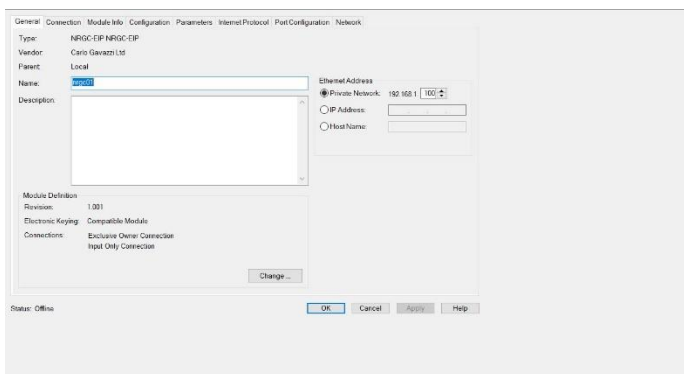 General Connection Module Info Configuration Parameters Internet Protocol Port Configuration Network
Type: NRGC-EIP NRGC-EIP
Vendor: Carlo Gavazzi Ltd
Parent: Local
Name: nrgc01
Description:
Ethernet Address
Private Network: 192.168.1. 100
IP Address:
Host Name:
Module Definition
Revision: 1.001
Electronic Keying: Compatible Module
Connections: Exclusive Owner Connection
Input Only Connection
Change ...
Status: Offline
OK Cancel Apply Help